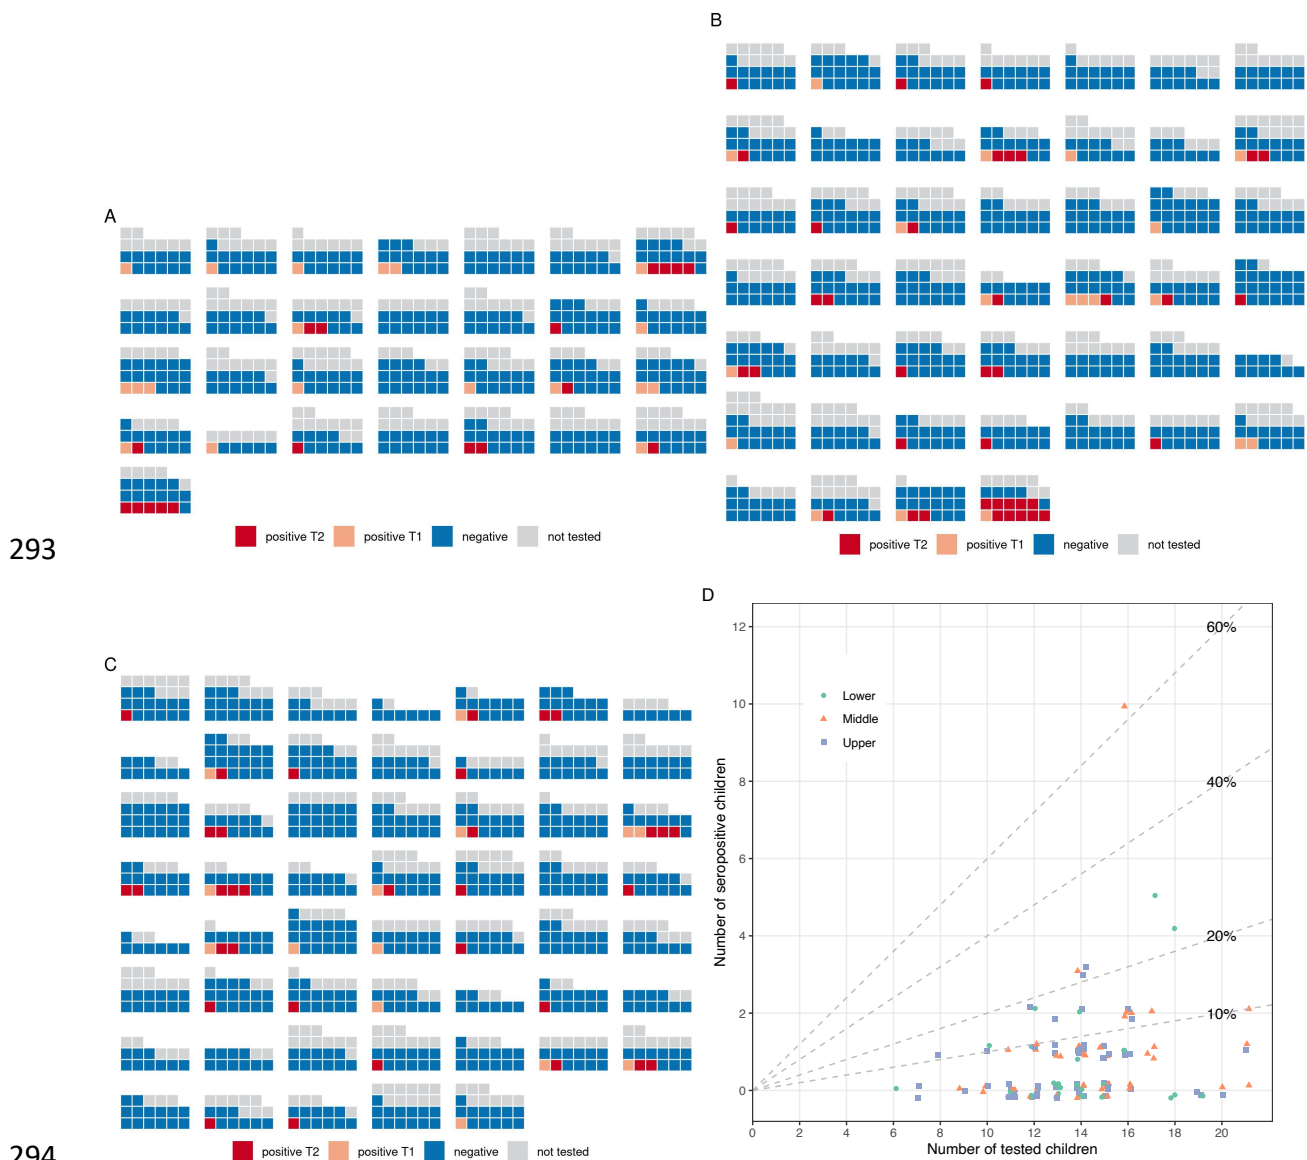 B
A
positive T2 positive T1 negative not tested
293
positive T2 positive T1 negative not tested
D
C
Number of seropositive children
12
10
8
6
4
2
0
60%
40%
20%
10%
Lower
Middle
Upper
0 2 4 6 8 10 12 14 16 18 20
Number of tested children
positive T2 positive T1 negative not tested
294